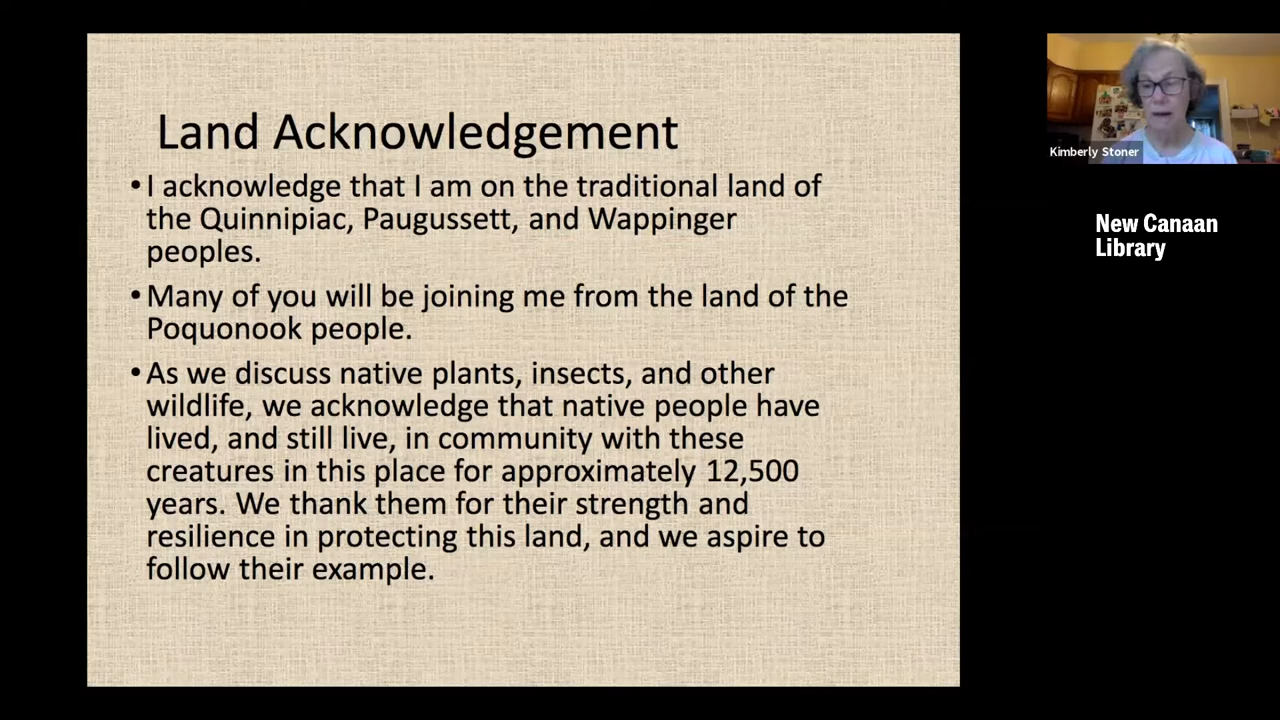 Land Acknowledgement
•I acknowledge that I am on the traditional land of
the Quinnipiac, Paugussett, and Wappinger
peoples.
•Many of you will be joining me from the land of the
Poquonook people.
•As we discuss native plants, insects, and other
wildlife, we acknowledge that native people have
lived, and still live, in community with these
creatures in this place for approximately 12,500
years. We thank them for their strength and
resilience in protecting this land, and we aspire to
follow their example.
Kimberly Stoner
New Canaan
Library